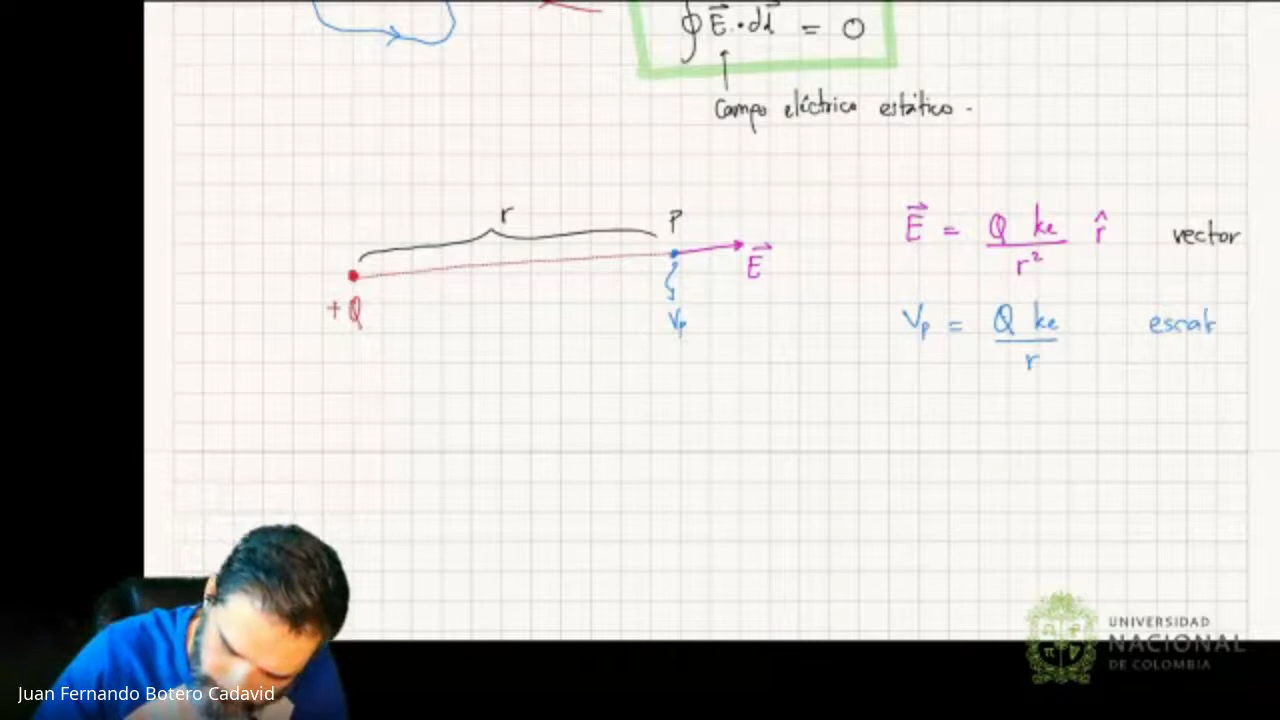 ∮ E⃗ · dl⃗ = 0
Campo eléctrico estático.
r
P
E⃗
+Q
Vp
E⃗ = Q ke / r² r̂ vector
Vp = Q ke / r escal
UNIVERSIDAD
NACIONAL
DE COLOMBIA
Juan Fernando Botero Cadavid